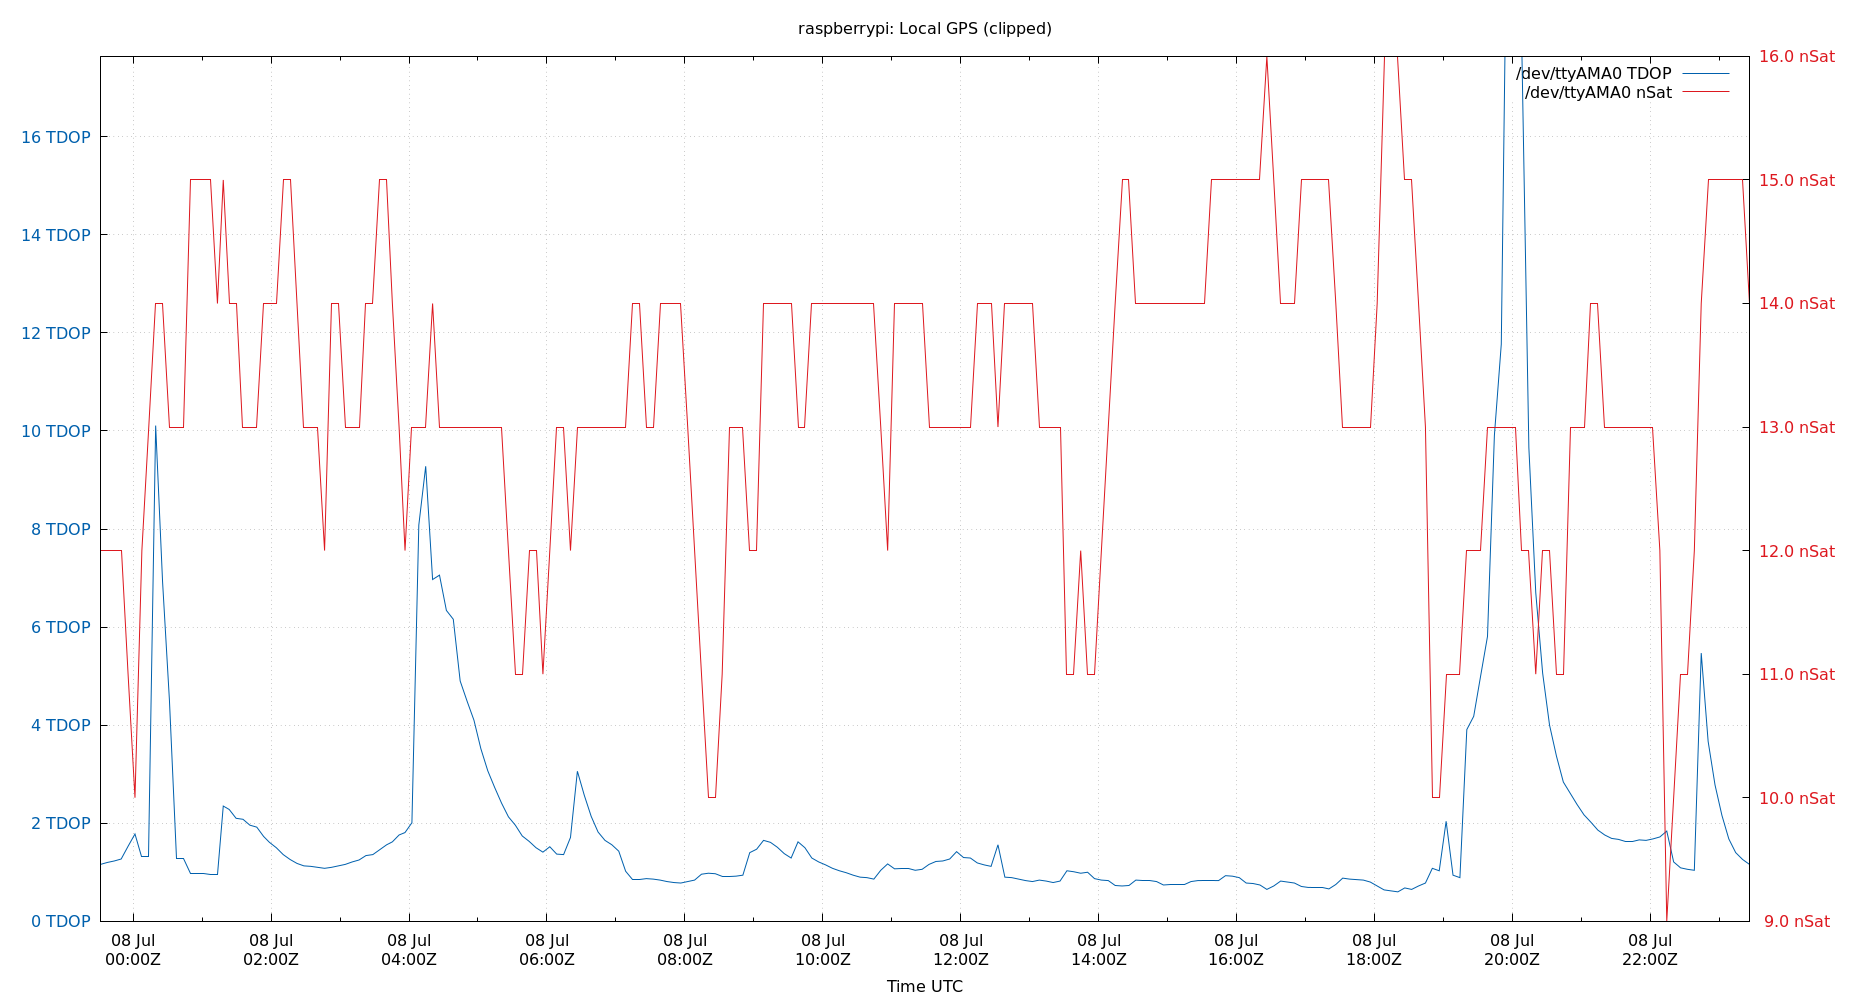 raspberrypi: Local GPS (clipped)
/dev/ttyAMA0 TDOP
/dev/ttyAMA0 nSat
16 TDOP
14 TDOP
12 TDOP
10 TDOP
8 TDOP
6 TDOP
4 TDOP
2 TDOP
0 TDOP
16.0 nSat
15.0 nSat
14.0 nSat
13.0 nSat
12.0 nSat
11.0 nSat
10.0 nSat
9.0 nSat
08 Jul 08 Jul 08 Jul 08 Jul 08 Jul 08 Jul 08 Jul 08 Jul 08 Jul 08 Jul 08 Jul 08 Jul
00:00Z 02:00Z 04:00Z 06:00Z 08:00Z 10:00Z 12:00Z 14:00Z 16:00Z 18:00Z 20:00Z 22:00Z
Time UTC